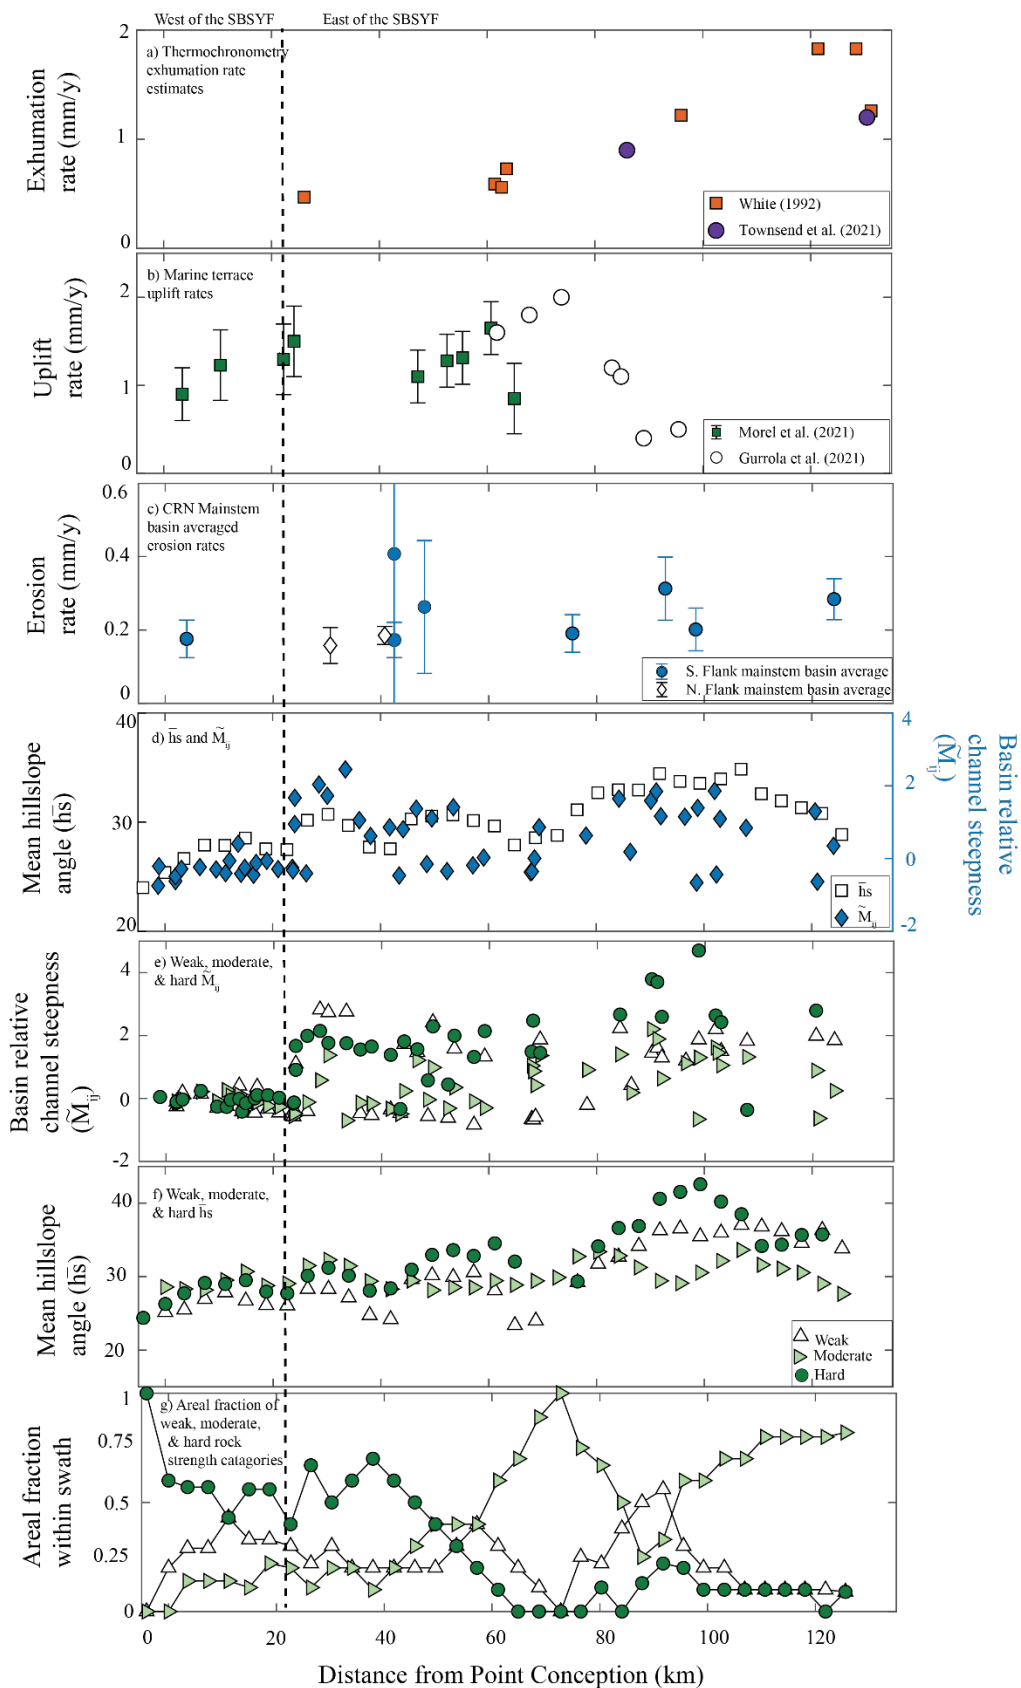 West of the SBSYF
East of the SBSYF
2
1
0
Exhumation
rate (mm/y)
a) Thermochronometry
exhumation rate
estimates
White (1992)
Townsend et al. (2021)
2
1
0
Uplift
rate (mm/y)
b) Marine terrace
uplift rates
Morel et al. (2021)
Gurrola et al. (2021)
0.6
0.4
0.2
0
Erosion
rate (mm/y)
c) CRN Mainstem
basin averaged
erosion rates
S. Flank mainstem basin average
N. Flank mainstem basin average
40
30
20
Mean hillslope
angle (h̅s)
d) h̅s and M̃ij
4
2
0
-2
Basin relative
channel steepness
(M̃ij)
h̅s
M̃ij
4
2
0
-2
Basin relative
channel steepness
(M̃ij)
e) Weak, moderate,
& hard M̃ij
40
30
20
Mean hillslope
angle (h̅s)
f) Weak, moderate,
& hard h̅s
Weak
Moderate
Hard
1
0.75
0.5
0.25
0
Areal fraction
within swath
g) Areal fraction of
weak, moderate,
& hard rock
strength catagories
0 20 40 60 80 100 120
Distance from Point Conception (km)